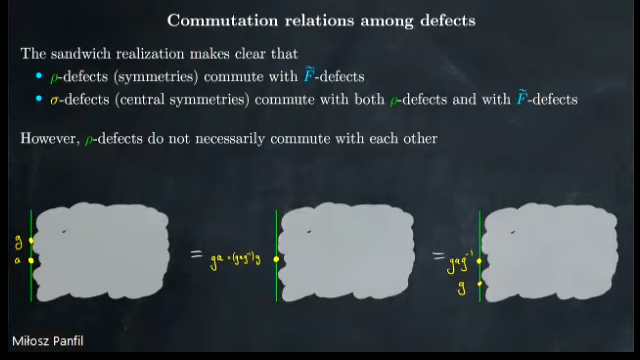 Commutation relations among defects
The sandwich realization makes clear that
• ρ-defects (symmetries) commute with F̃-defects
• σ-defects (central symmetries) commute with both ρ-defects and with F̃-defects
However, ρ-defects do not necessarily commute with each other
g
a
= ga = (gag⁻¹)g
= gag⁻¹
g
Miłosz Panfil